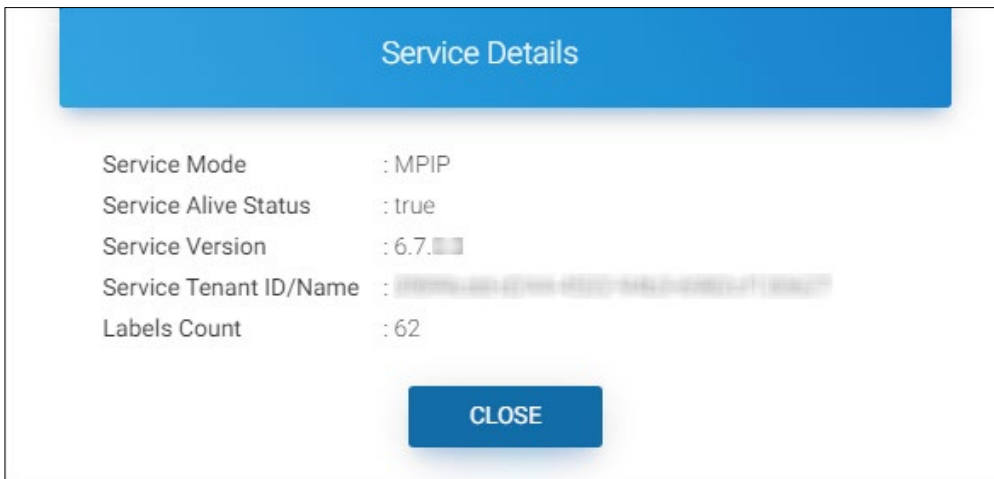 Service Details
Service Mode : MPIP
Service Alive Status : true
Service Version : 6.7.
Service Tenant ID/Name :
Labels Count : 62
CLOSE